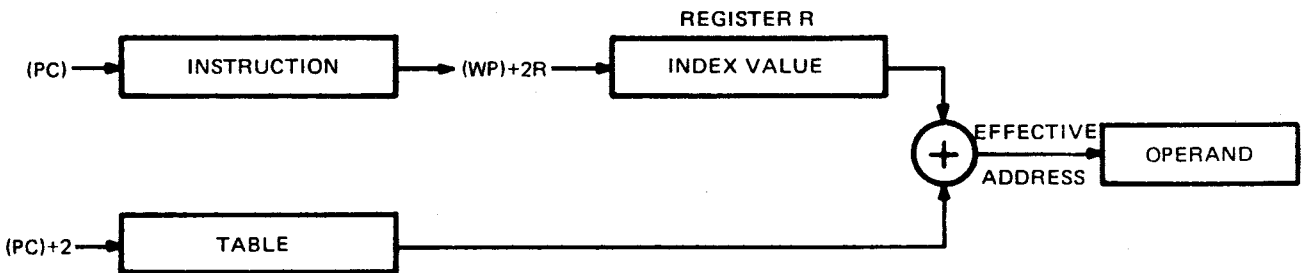 REGISTER R
(PC)
INSTRUCTION
(WP)+2R
INDEX VALUE
+
EFFECTIVE
ADDRESS
OPERAND
(PC)+2
TABLE